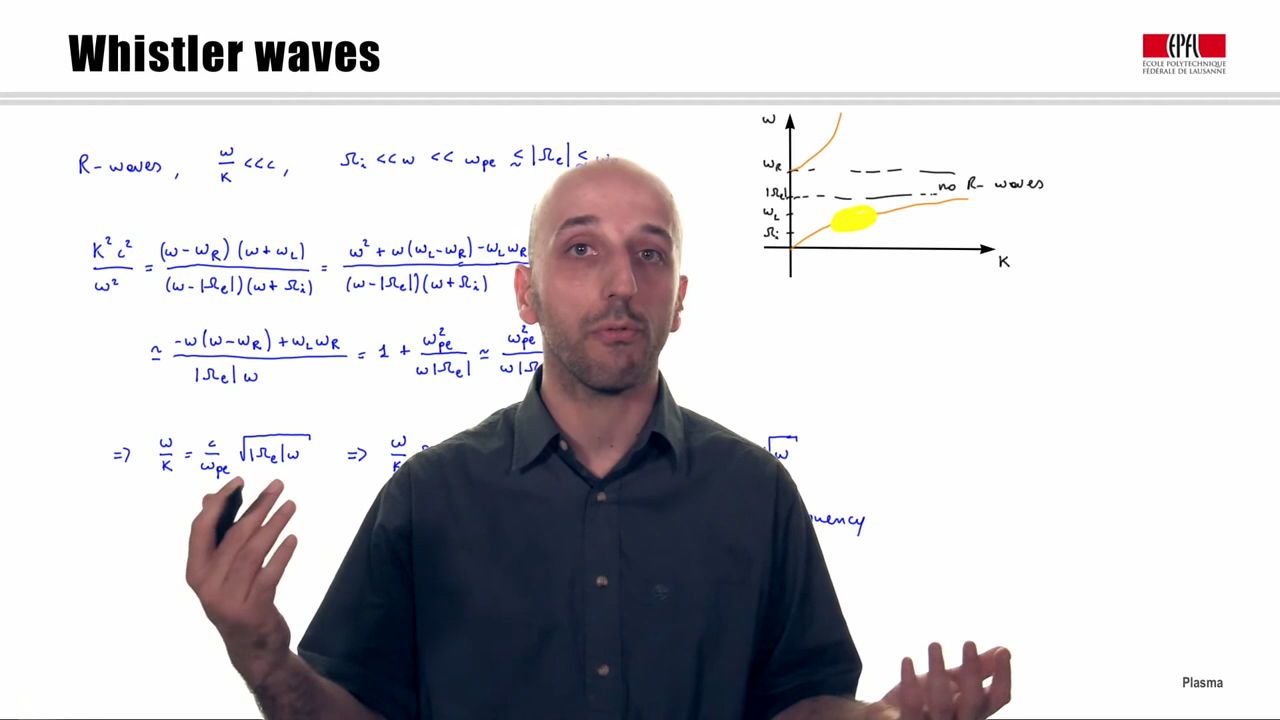 Whistler waves
EPFL
ÉCOLE POLYTECHNIQUE
FÉDÉRALE DE LAUSANNE
R-waves, ω/K <<c, Ωi << ω << ωpe ≲ |Ωe| ≲
K²c²/ω² = (ω-ωR)(ω+ωL)/(ω-|Ωe|)(ω+Ωi) = ω²+ω(ωL-ωR)-ωLωR/(ω-|Ωe|)(ω+Ωi)
≃ -ω(ω-ωR)+ωLωR/|Ωe|ω = 1 + ω²pe/ω|Ωe| ≃ ω²pe
=> ω/K = c/ωpe √|Ωe|ω => ω/K √ω
ω
ωR
|Ωe|
no R-waves
ωL
Ωi
K
Plasma